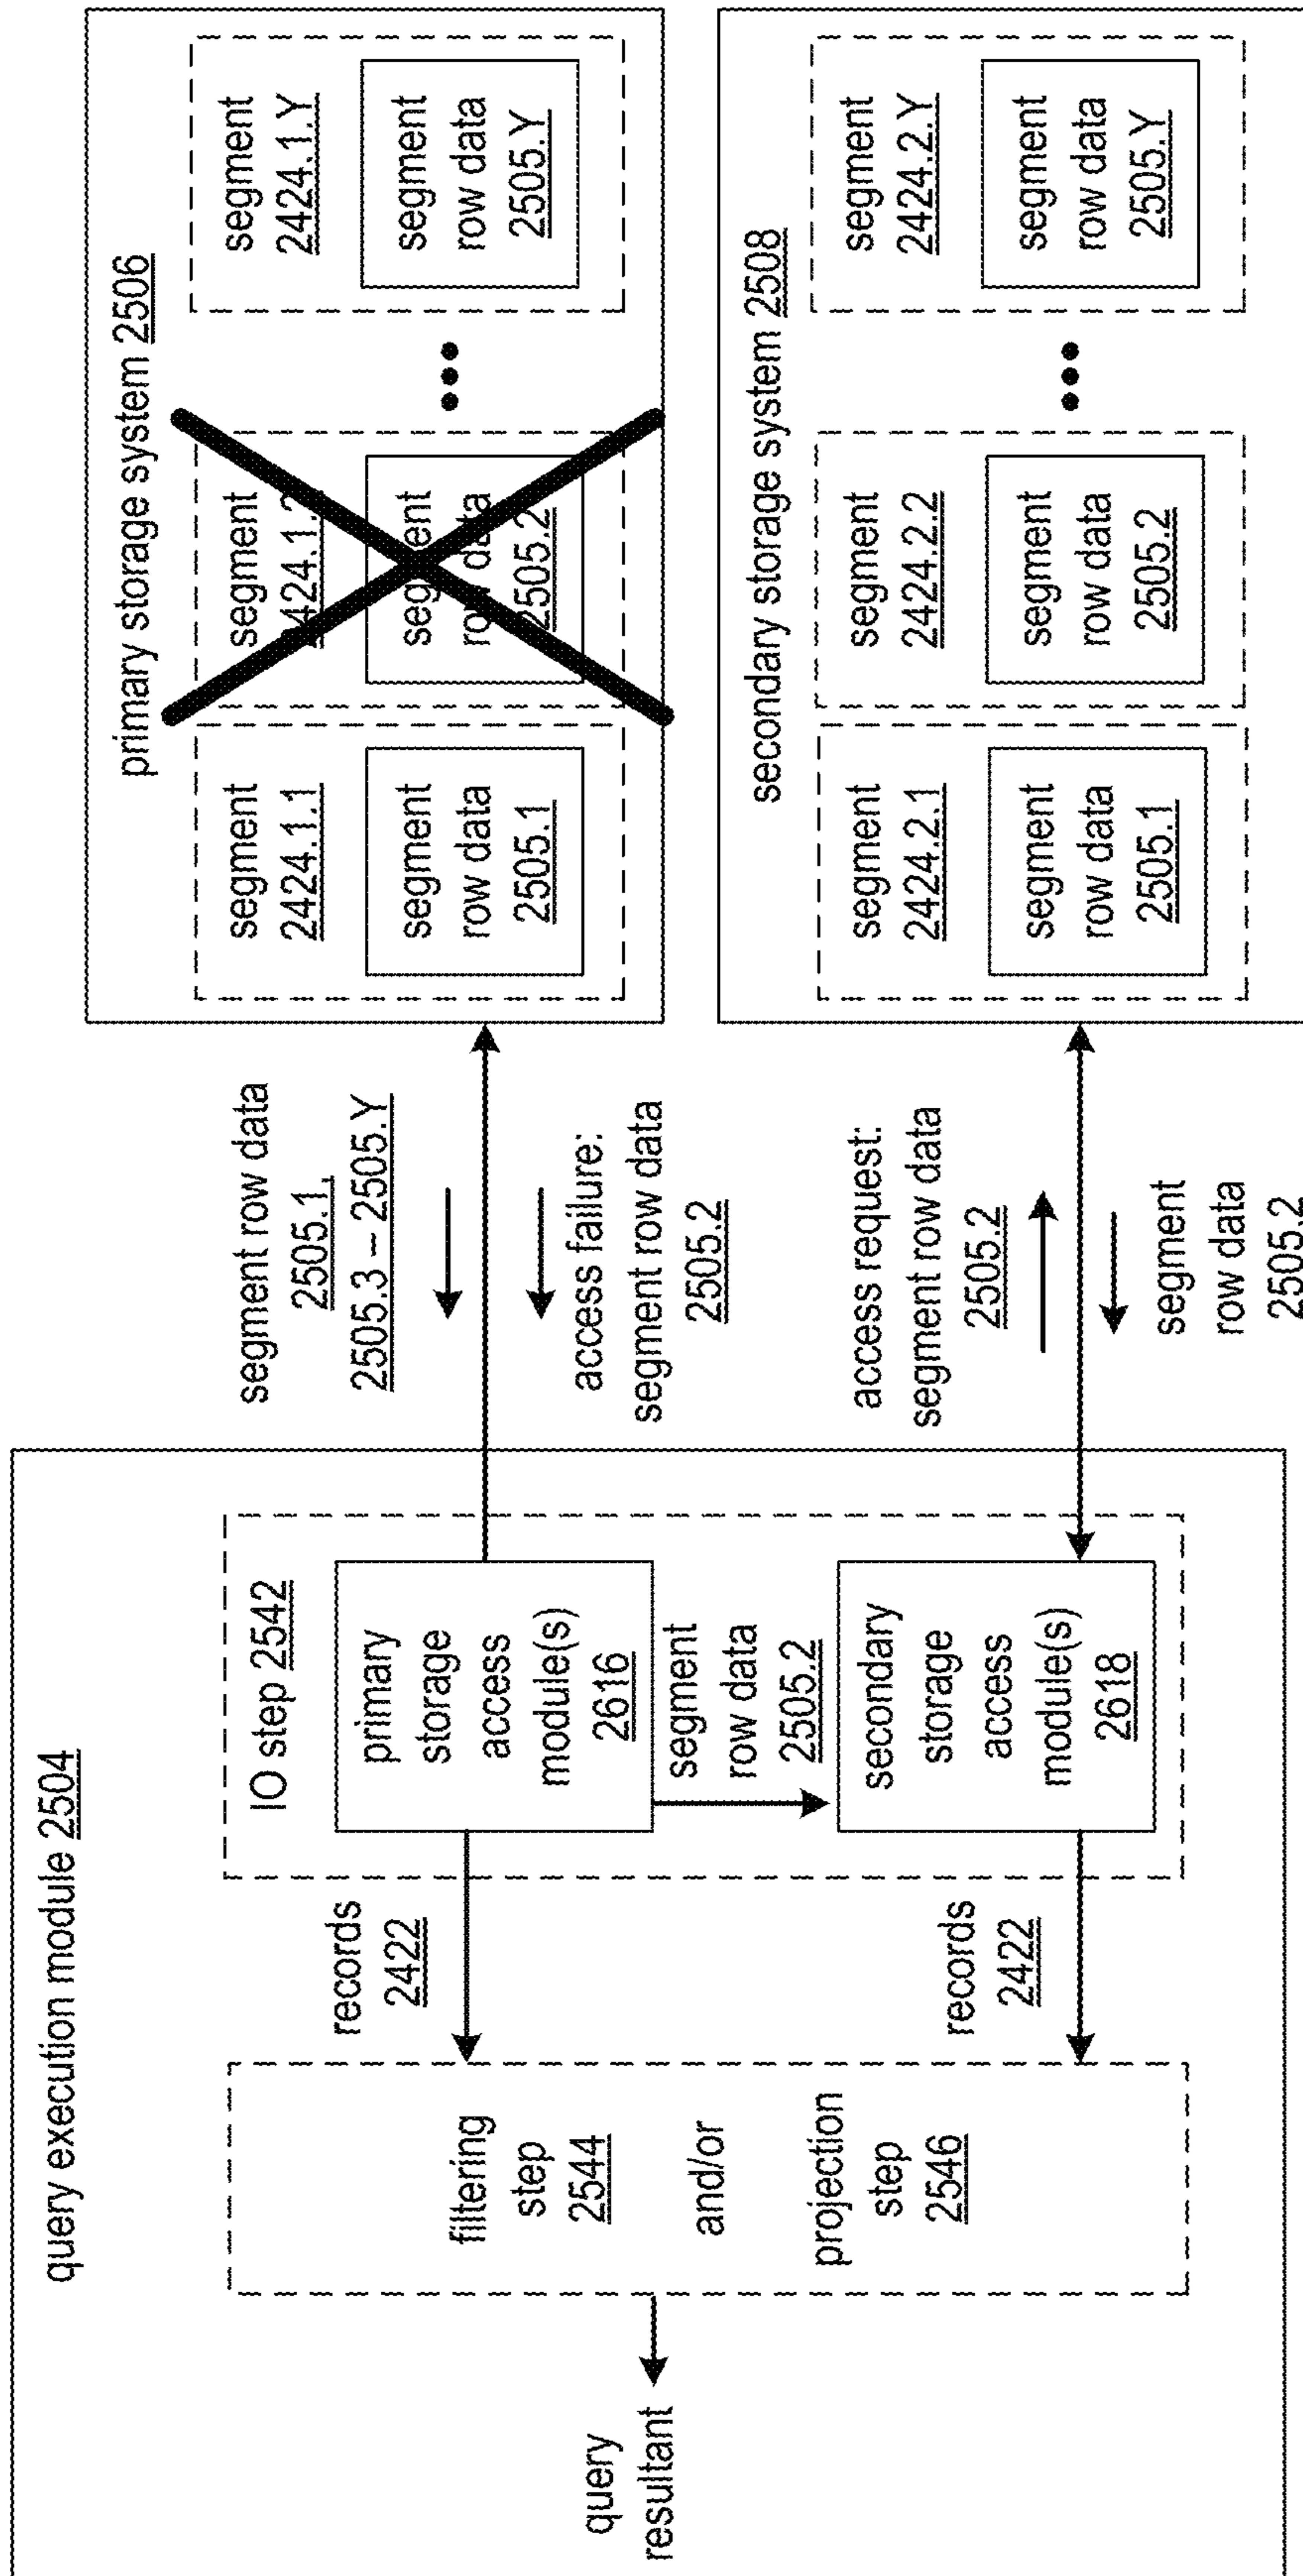 query execution module 2504
query
resultant
filtering
step
2544
and/or
projection
step
2546
records
2422
records
2422
IO step 2542
primary
storage
access
module(s)
2616
segment
row data
2505.2
secondary
storage
access
module(s)
2618
segment row data
2505.1,
2505.3 – 2505.Y
access failure:
segment row data
2505.2
access request:
segment row data
2505.2
segment
row data
2505.2
primary storage system 2506
segment
2424.1.1
segment
row data
2505.1
segment
2424.1.2
segment
row data
2505.2
segment
2424.1.Y
segment
row data
2505.Y
secondary storage system 2508
segment
2424.2.1
segment
row data
2505.1
segment
2424.2.2
segment
row data
2505.2
segment
2424.2.Y
segment
row data
2505.Y